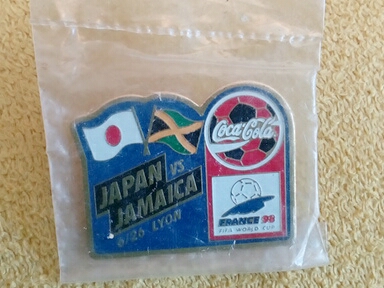 JAPAN VS
JAMAICA
6/26 LYON
Coca-Cola
FRANCE 98
FIFA WORLD CUP